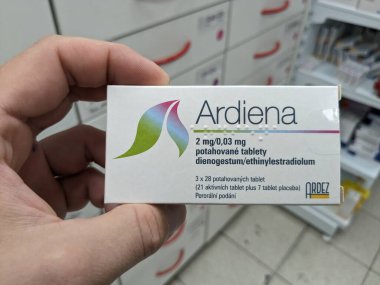 Ardiena
2 mg/0,03 mg
potahované tablety
dienogestum/ethinylestradiolum
3 x 28 potahovaných tablet
(21 aktivních tablet plus 7 tablet placeba)
Perorální podání
ARDEZ